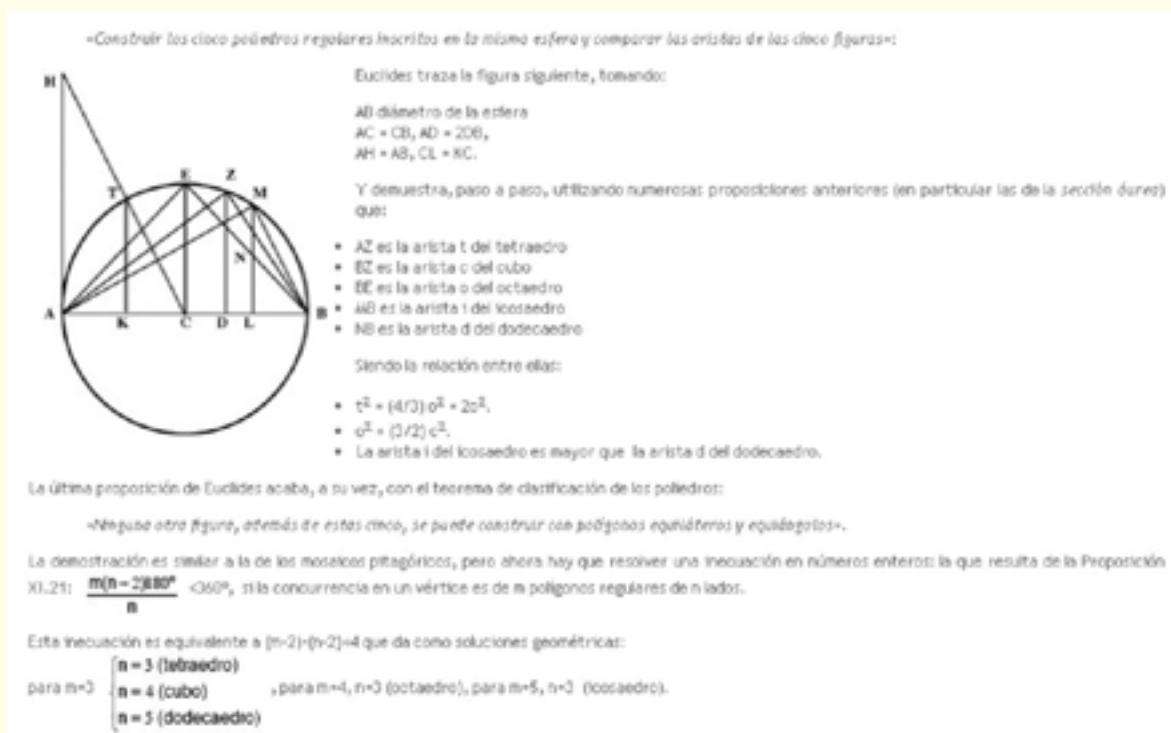 «Construir los cinco poliedros regulares inscritos en la misma esfera y comparar las aristas de las cinco figuras»:
Euclides traza la figura siguiente, tomando:
AB diámetro de la esfera
AC = CB, AD = 2DB,
AH = AB, CL = KC.
Y demuestra, paso a paso, utilizando numerosas proposiciones anteriores (en particular las de la sección áurea)
que:
• AZ es la arista t del tetraedro
• BZ es la arista c del cubo
• BE es la arista o del octaedro
• MB es la arista i del icosaedro
• NB es la arista d del dodecaedro
Siendo la relación entre ellas:
• t² = (4/3) o² = 2c².
• o² = (3/2) c².
• La arista i del icosaedro es mayor que la arista d del dodecaedro.
H
E
Z
T
M
N
A
K
C
D
L
B
La última proposición de Euclides acaba, a su vez, con el teorema de clasificación de los poliedros:
«Ninguna otra figura, además de estas cinco, se puede construir con polígonos equiláteros y equiángulos».
La demostración es similar a la de los mosaicos pitagóricos, pero ahora hay que resolver una inecuación en números enteros: la que resulta de la Proposición
XI.21: m(n-2)180° / n <360º, si la concurrencia en un vértice es de m polígonos regulares de n lados.
Esta inecuación es equivalente a (m-2)·(n-2)<4 que da como soluciones geométricas:
n = 3 (tetraedro)
para m=3 n = 4 (cubo) , para m=4, n=3 (octaedro), para m=5, n=3 (icosaedro).
n = 5 (dodecaedro)